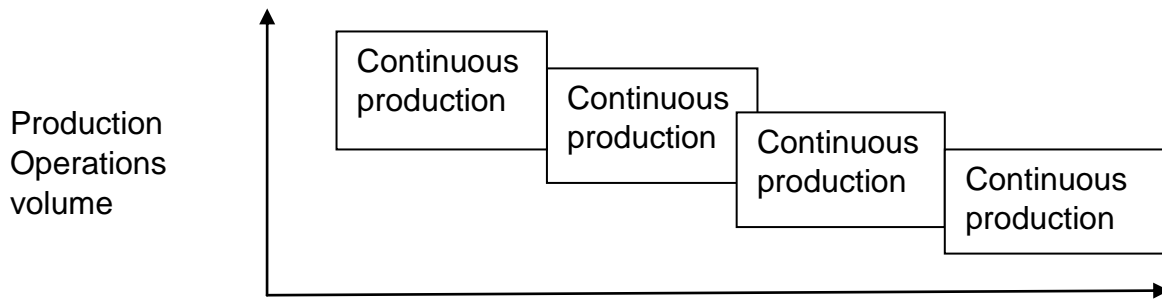 Continuous
production
Continuous
production
Production
Operations
volume
Continuous
production
Continuous
production